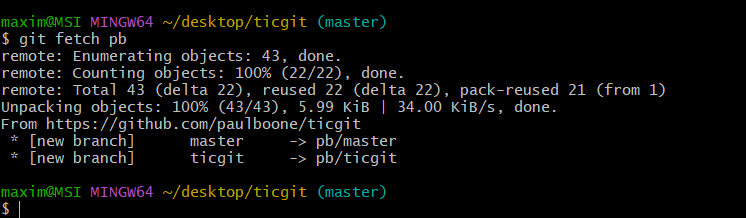 maxim@MSI MINGW64 ~/desktop/ticgit (master)
$ git fetch pb
remote: Enumerating objects: 43, done.
remote: Counting objects: 100% (22/22), done.
remote: Total 43 (delta 22), reused 22 (delta 22), pack-reused 21 (from 1)
Unpacking objects: 100% (43/43), 5.99 KiB | 34.00 KiB/s, done.
From https://github.com/paulboone/ticgit
 * [new branch]      master     -> pb/master
 * [new branch]      ticgit     -> pb/ticgit
maxim@MSI MINGW64 ~/desktop/ticgit (master)
$